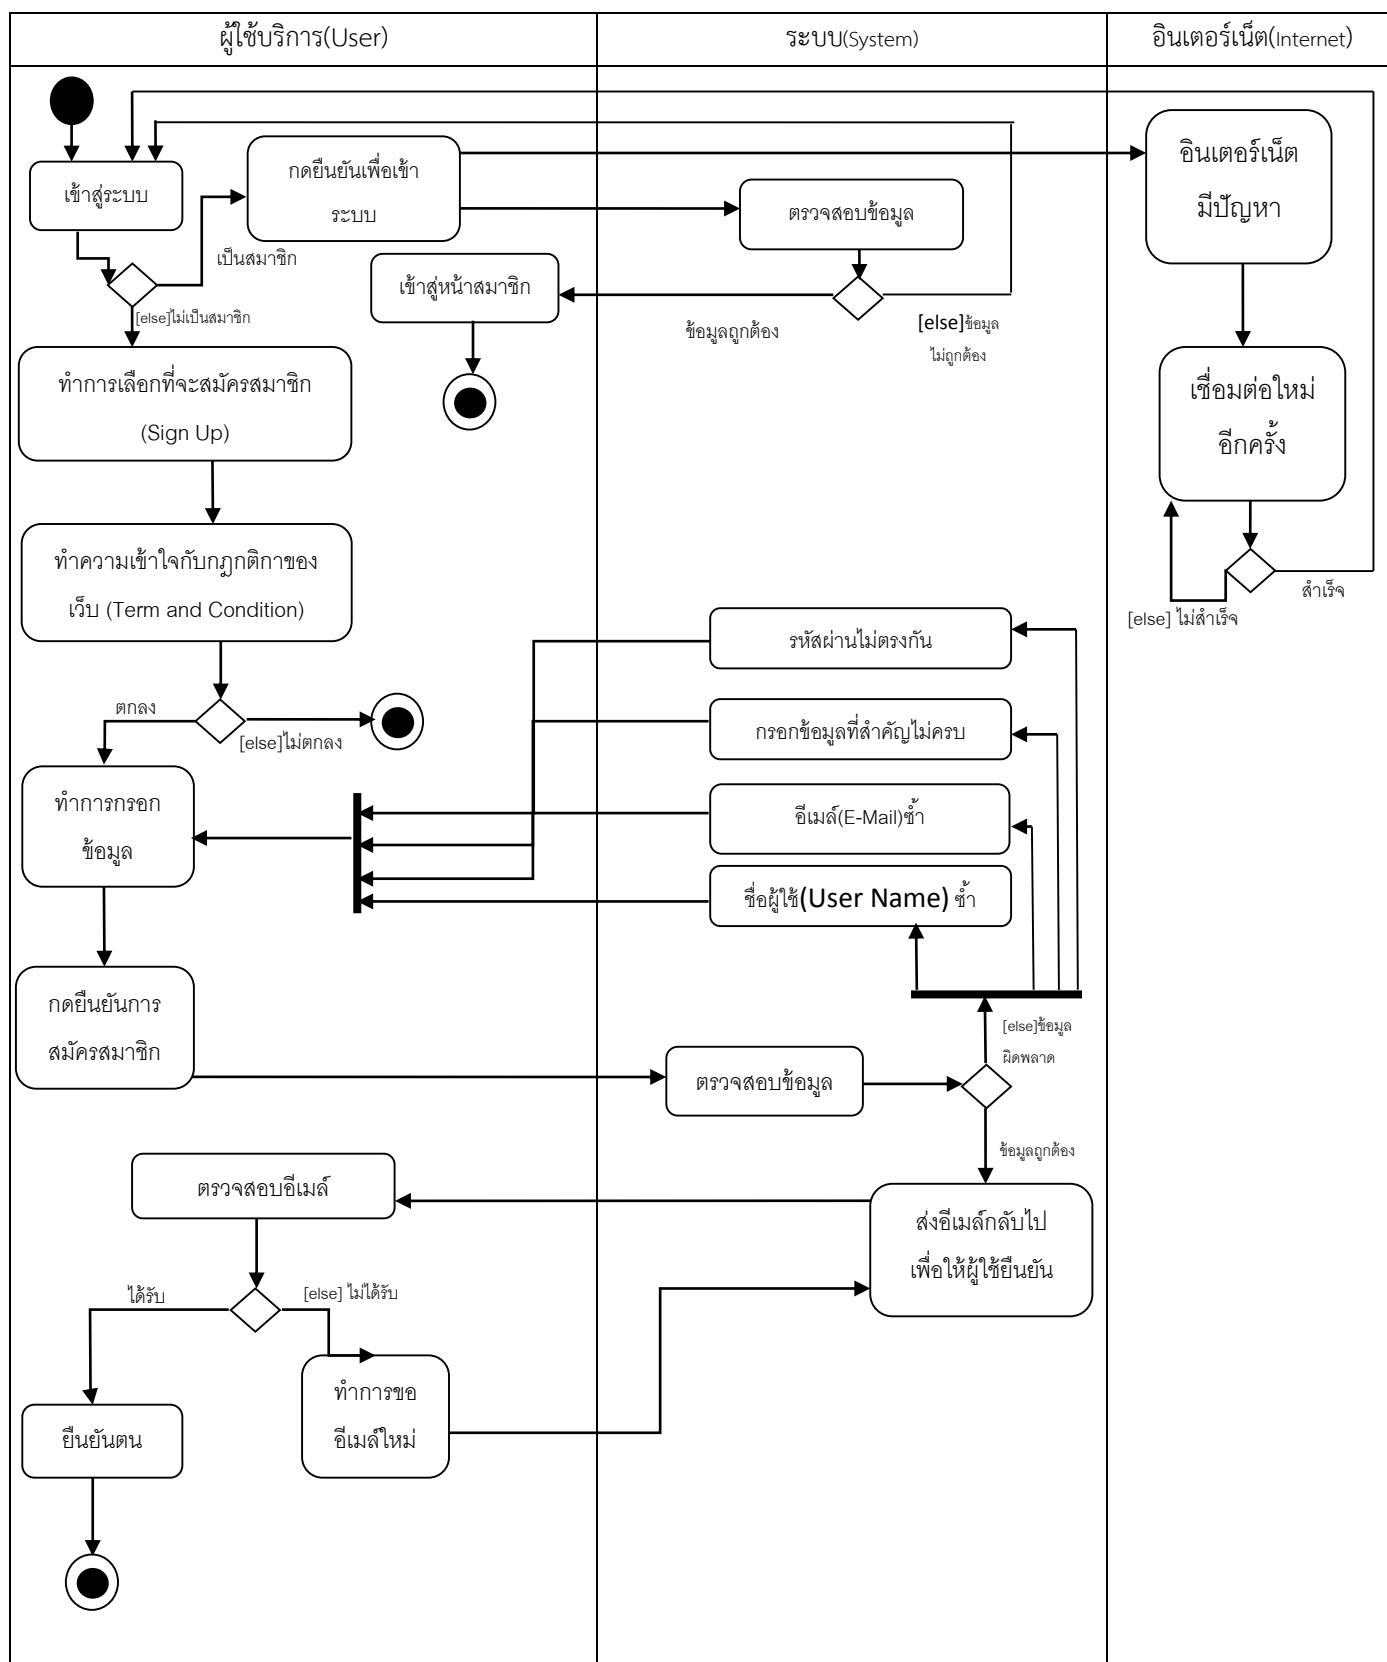 ผู้ใช้บริการ(User)
ระบบ(System)
อินเตอร์เน็ต(Internet)
เข้าสู่ระบบ
กดยืนยันเพื่อเข้า
ระบบ
ตรวจสอบข้อมูล
อินเตอร์เน็ต
มีปัญหา
เป็นสมาชิก
[else]ไม่เป็นสมาชิก
เข้าสู่หน้าสมาชิก
ข้อมูลถูกต้อง
[else]ข้อมูล
ไม่ถูกต้อง
ทำการเลือกที่จะสมัครสมาชิก
(Sign Up)
เชื่อมต่อใหม่
อีกครั้ง
ทำความเข้าใจกับกฎกติกาของ
เว็บ (Term and Condition)
สำเร็จ
[else] ไม่สำเร็จ
รหัสผ่านไม่ตรงกัน
ตกลง
[else]ไม่ตกลง
กรอกข้อมูลที่สำคัญไม่ครบ
ทำการกรอก
ข้อมูล
อีเมล์(E-Mail)ซ้ำ
ชื่อผู้ใช้(User Name) ซ้ำ
กดยืนยันการ
สมัครสมาชิก
[else]ข้อมูล
ผิดพลาด
ตรวจสอบข้อมูล
ข้อมูลถูกต้อง
ตรวจสอบอีเมล์
ส่งอีเมล์กลับไป
เพื่อให้ผู้ใช้ยืนยัน
ได้รับ
[else] ไม่ได้รับ
ทำการขอ
อีเมล์ใหม่
ยืนยันตน